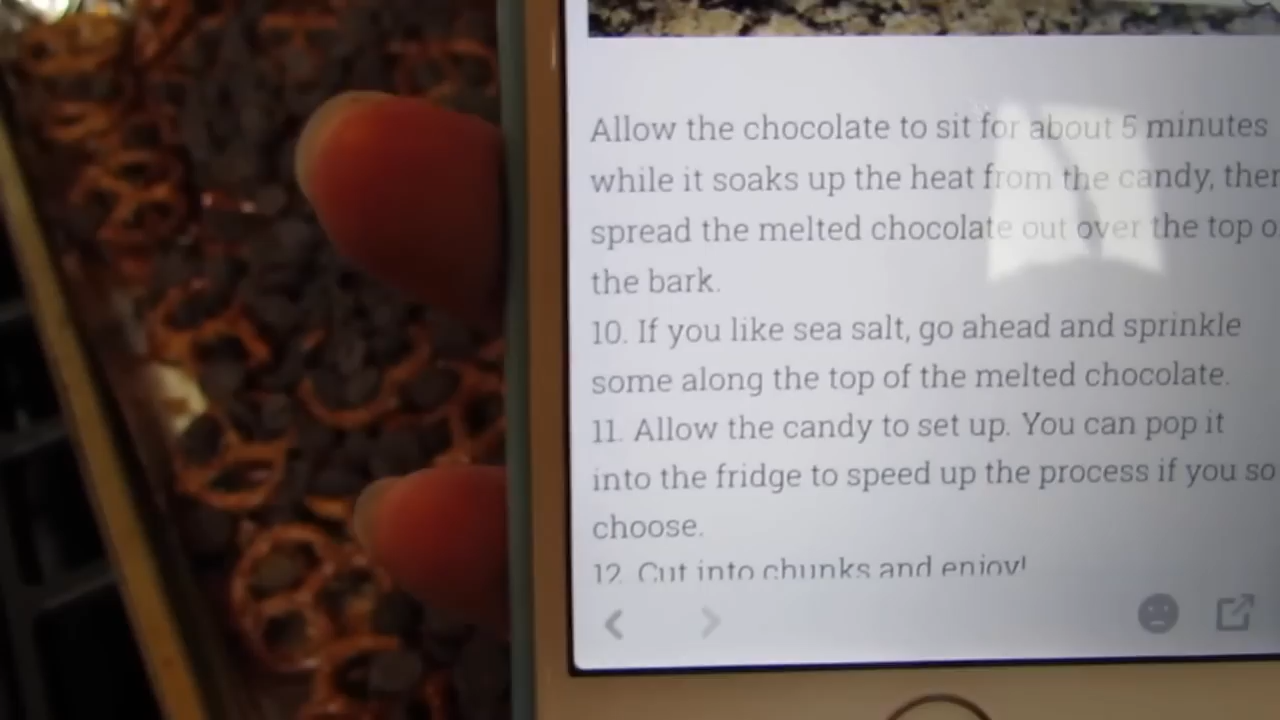 Allow the chocolate to sit for about 5 minutes
while it soaks up the heat from the candy, then
spread the melted chocolate out over the top o
the bark.
10. If you like sea salt, go ahead and sprinkle
some along the top of the melted chocolate.
11. Allow the candy to set up. You can pop it
into the fridge to speed up the process if you so
choose.
12. Cut into chunks and enjoy!